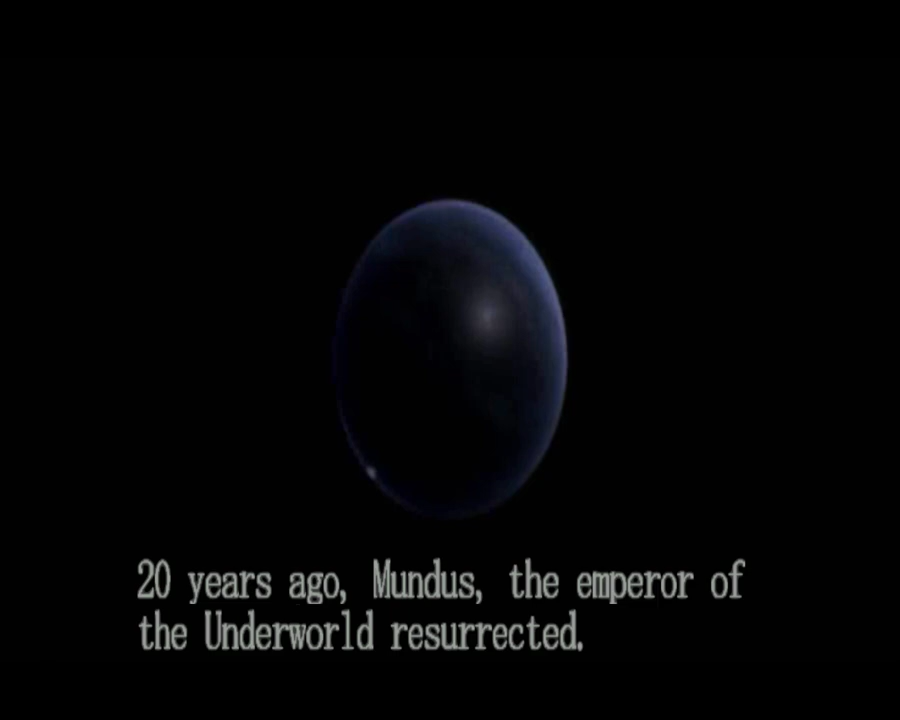 20 years ago, Mundus, the emperor of
the Underworld resurrected.